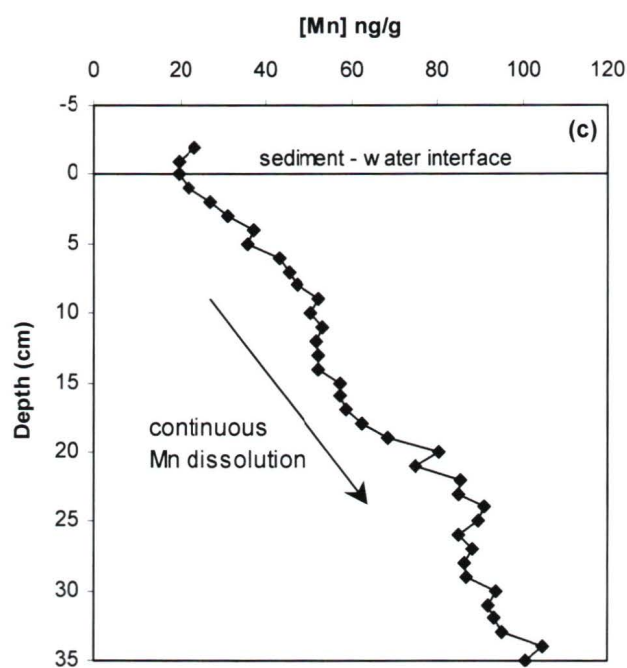 [Mn] ng/g
0 20 40 60 80 100 120
-5
(c)
sediment - water interface
0
5
10
15
20
25
30
35
Depth (cm)
continuous
Mn dissolution